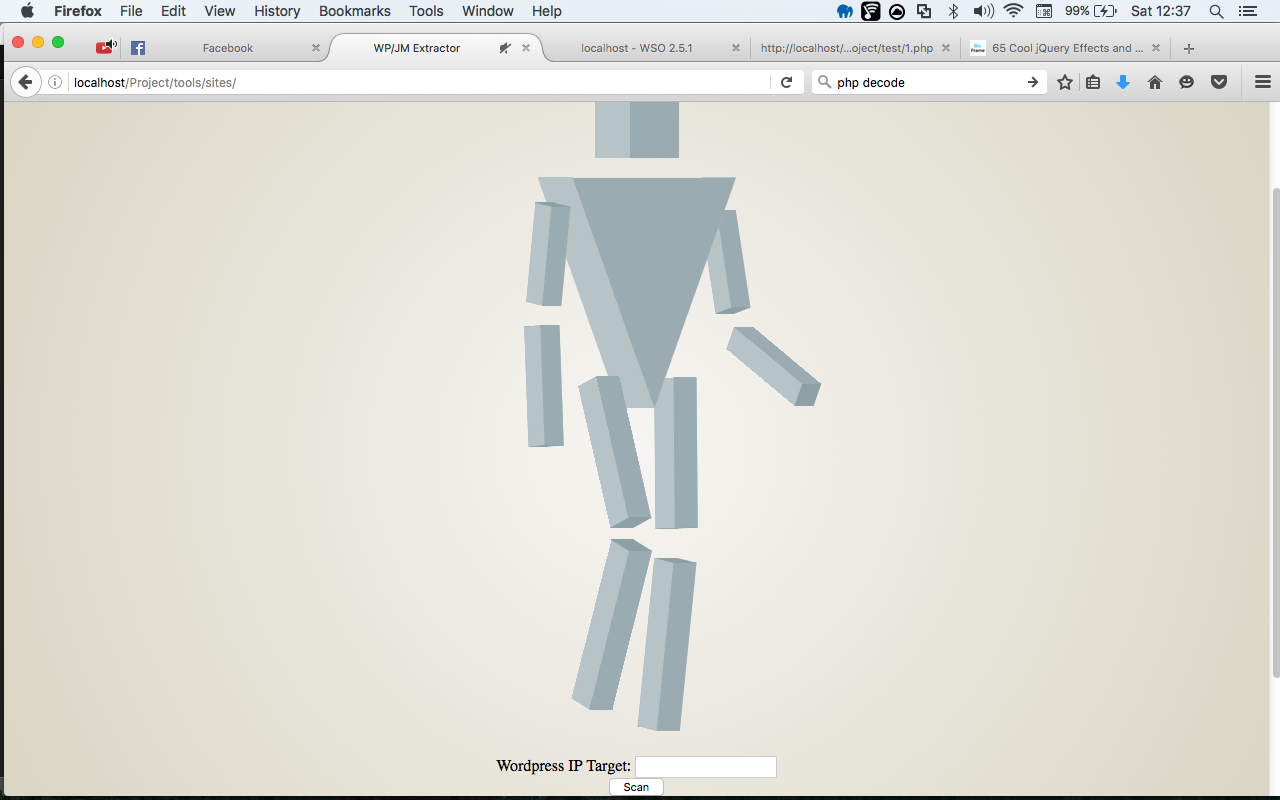 Firefox File Edit View History Bookmarks Tools Window Help 99% Sat 12:37
Facebook WP/JM Extractor localhost - WSO 2.5.1 http://localhost/...oject/test/1.php 65 Cool jQuery Effects and ...
localhost/Project/tools/sites/ php decode
Wordpress IP Target:
Scan